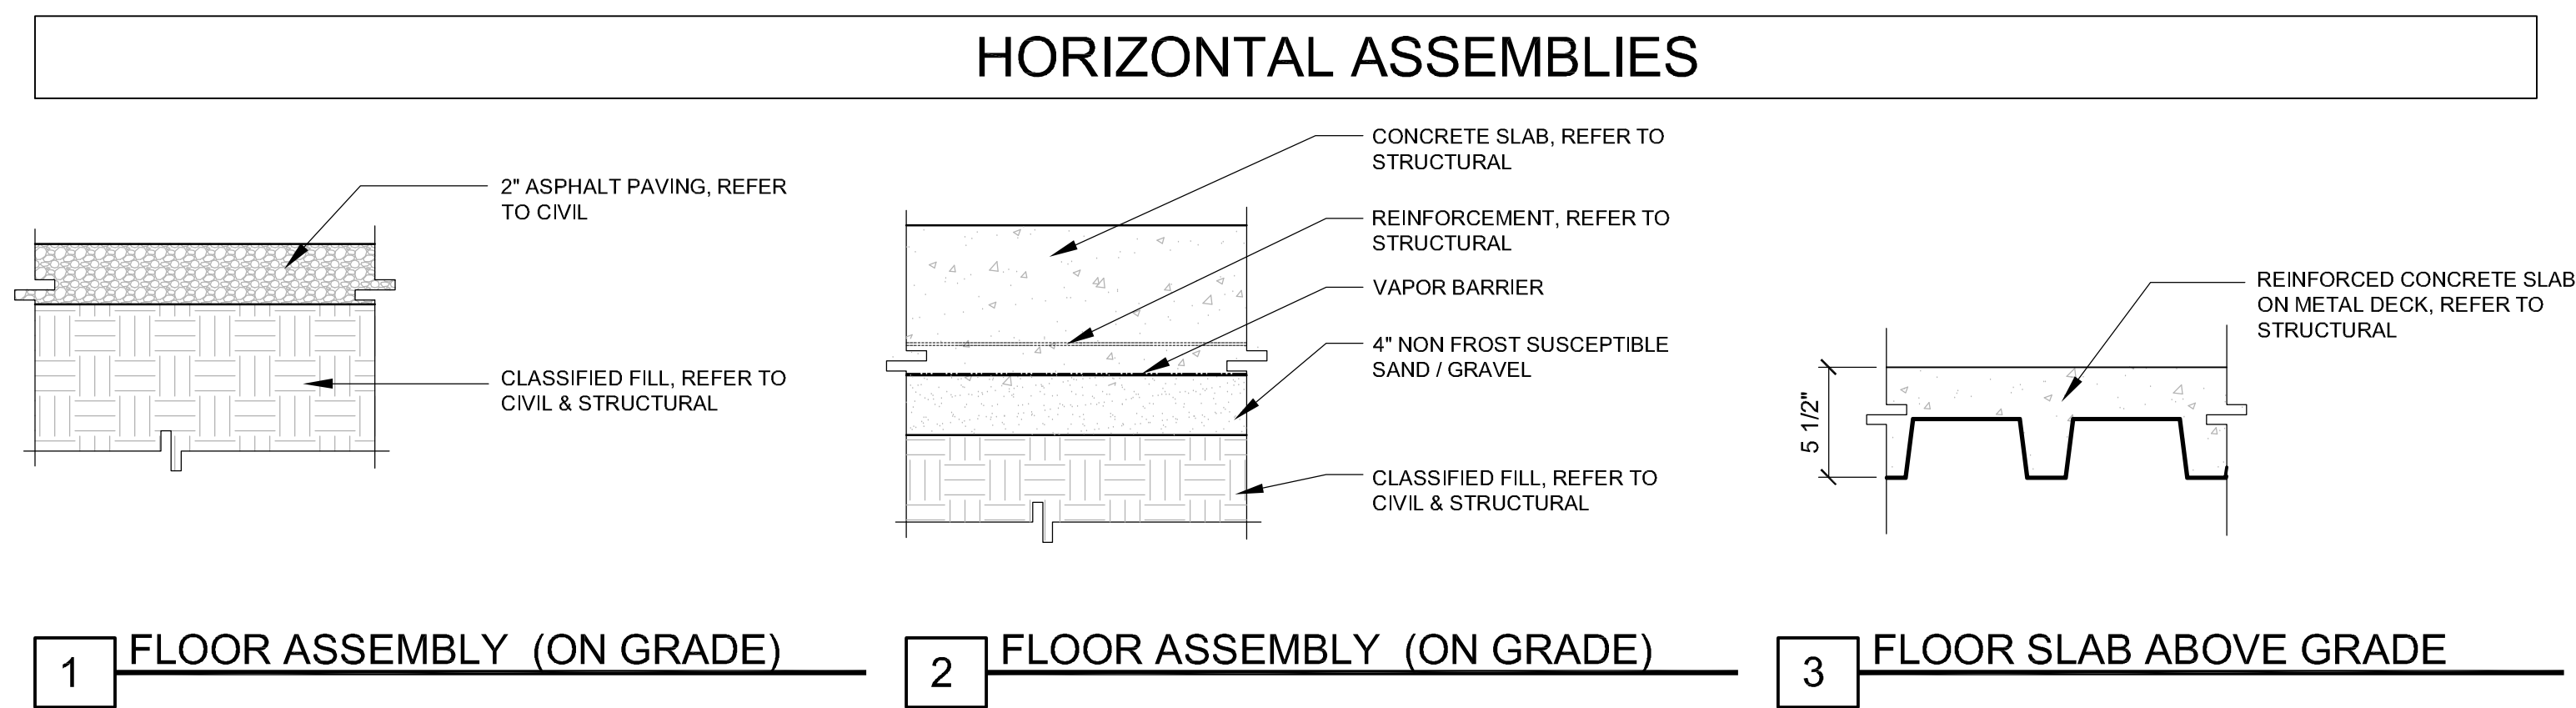 HORIZONTAL ASSEMBLIES
2" ASPHALT PAVING, REFER
TO CIVIL
CLASSIFIED FILL, REFER TO
CIVIL & STRUCTURAL
1
FLOOR ASSEMBLY (ON GRADE)
CONCRETE SLAB, REFER TO
STRUCTURAL
REINFORCEMENT, REFER TO
STRUCTURAL
VAPOR BARRIER
4" NON FROST SUSCEPTIBLE
SAND / GRAVEL
CLASSIFIED FILL, REFER TO
CIVIL & STRUCTURAL
2
FLOOR ASSEMBLY (ON GRADE)
REINFORCED CONCRETE SLAB
ON METAL DECK, REFER TO
STRUCTURAL
5 1/2"
3
FLOOR SLAB ABOVE GRADE